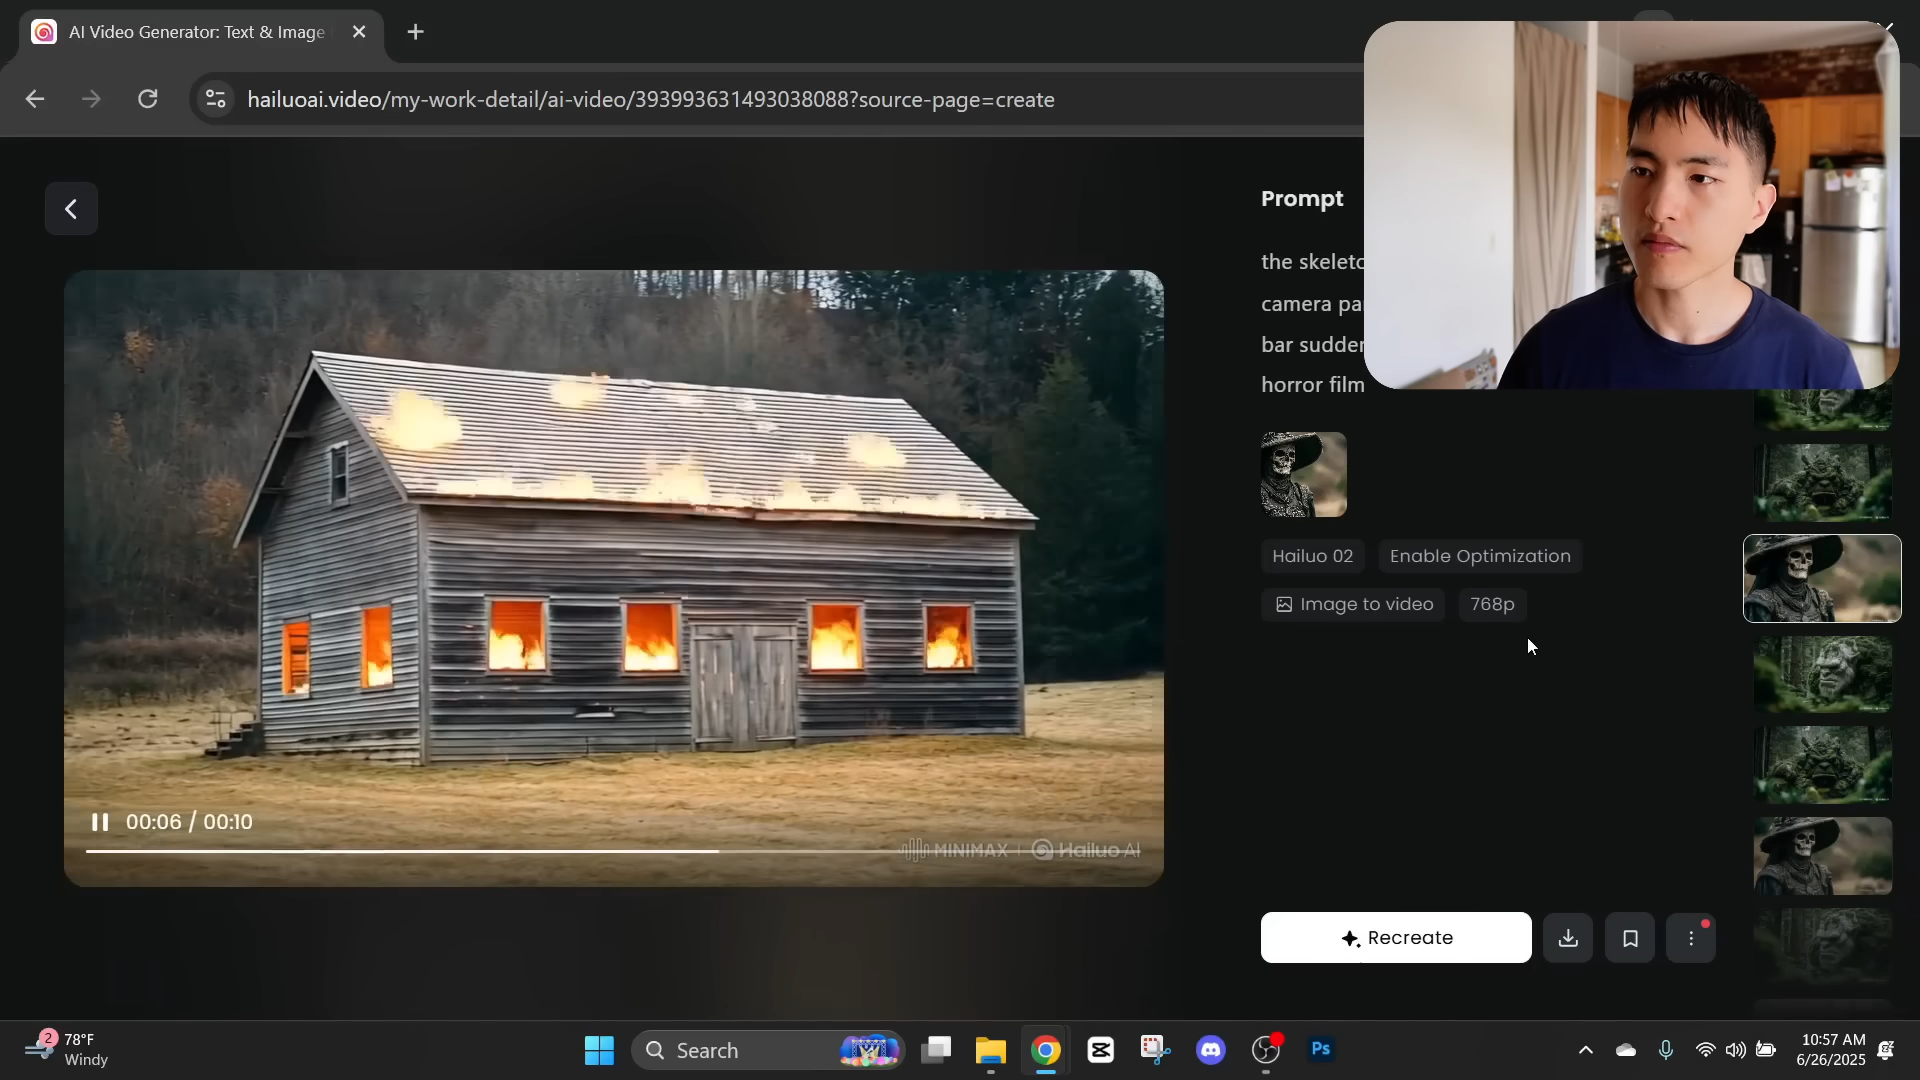 AI Video Generator: Text & Image
hailuoai.video/my-work-detail/ai-video/393993631493038088?source-page=create
Prompt
the skeleto
camera pa
bar sudden
horror film
Hailuo 02
Enable Optimization
Image to video
768p
00:06 / 00:10
MINIMAX | Hailuo AI
Recreate
2
78°F
Windy
Search
Ps
10:57 AM
6/26/2025